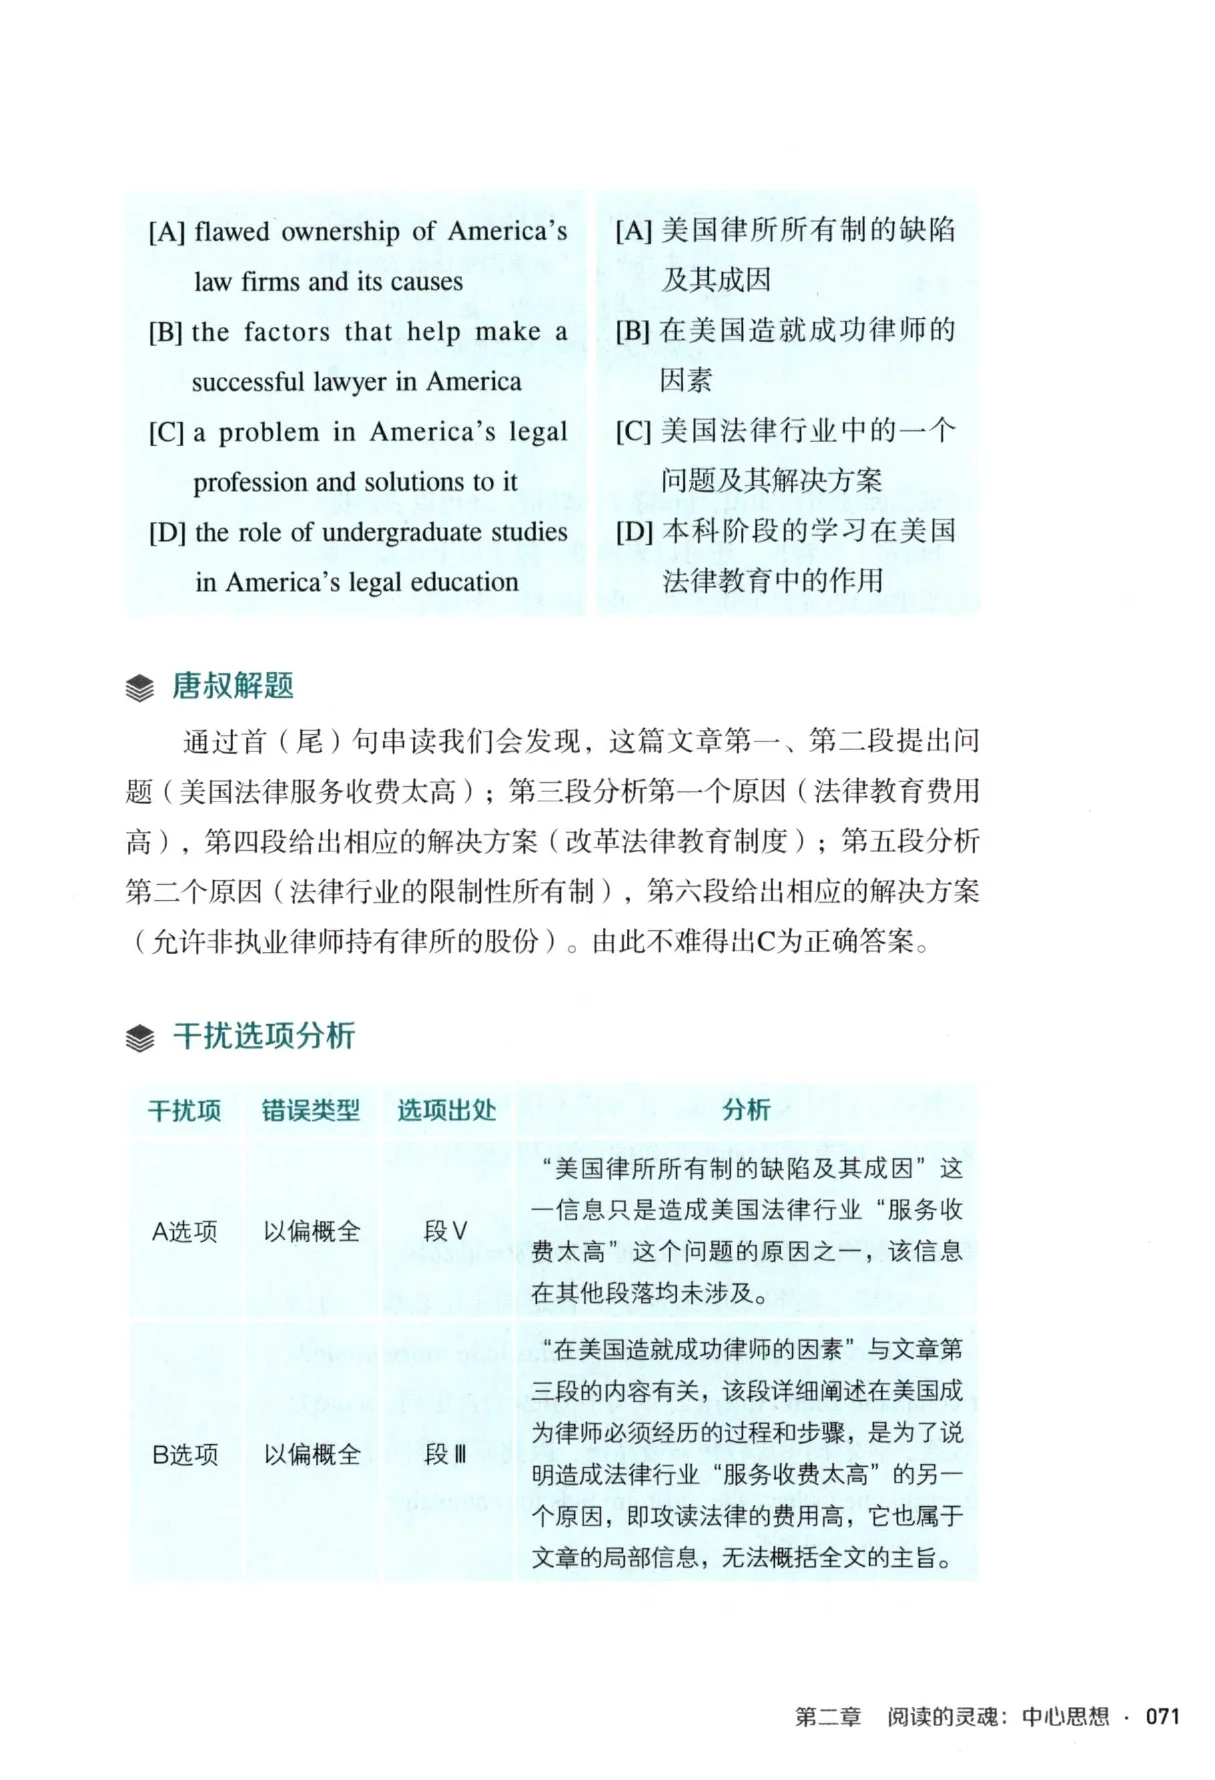 [A] flawed ownership of America's
law firms and its causes
[B] the factors that help make a
successful lawyer in America
[C] a problem in America's legal
profession and solutions to it
[D] the role of undergraduate studies
in America's legal education
[A] 美国律所所有制的缺陷
及其成因
[B] 在美国造就成功律师的
因素
[C] 美国法律行业中的一个
问题及其解决方案
[D] 本科阶段的学习在美国
法律教育中的作用
唐叔解题
通过首（尾）句串读我们会发现，这篇文章第一、第二段提出问
题（美国法律服务收费太高）；第三段分析第一个原因（法律教育费用
高），第四段给出相应的解决方案（改革法律教育制度）；第五段分析
第二个原因（法律行业的限制性所有制），第六段给出相应的解决方案
（允许非执业律师持有律所的股份）。由此不难得出C为正确答案。
干扰选项分析
干扰项 错误类型 选项出处 分析
A选项 以偏概全 段Ⅴ
“美国律所所有制的缺陷及其成因”这
一信息只是造成美国法律行业“服务收
费太高”这个问题的原因之一，该信息
在其他段落均未涉及。
B选项 以偏概全 段Ⅲ
“在美国造就成功律师的因素”与文章第
三段的内容有关，该段详细阐述在美国成
为律师必须经历的过程和步骤，是为了说
明造成法律行业“服务收费太高”的另一
个原因，即攻读法律的费用高，它也属于
文章的局部信息，无法概括全文的主旨。
第二章 阅读的灵魂：中心思想 · 071